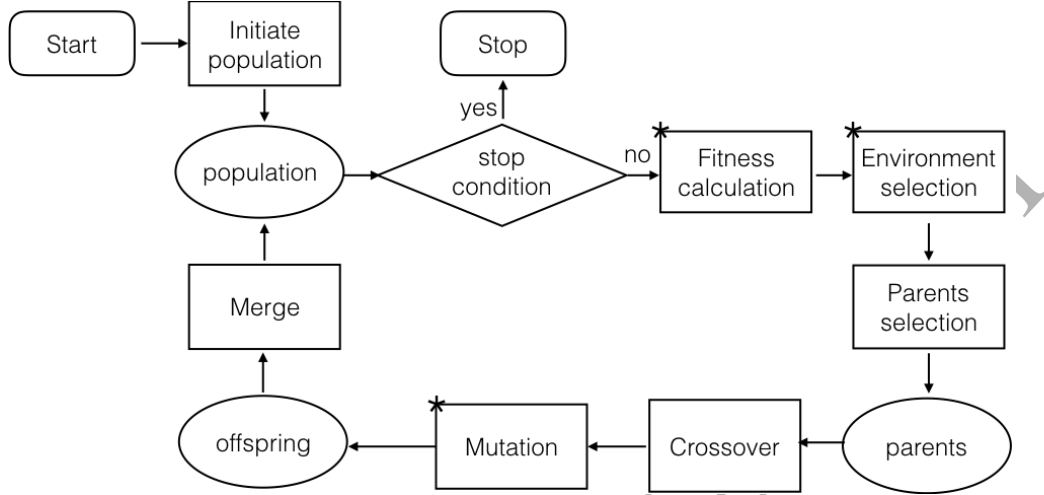 Start
Initiate
population
Stop
yes
population
stop
condition
no
*
Fitness
calculation
*
Environment
selection
Parents
selection
parents
Crossover
*
Mutation
offspring
Merge